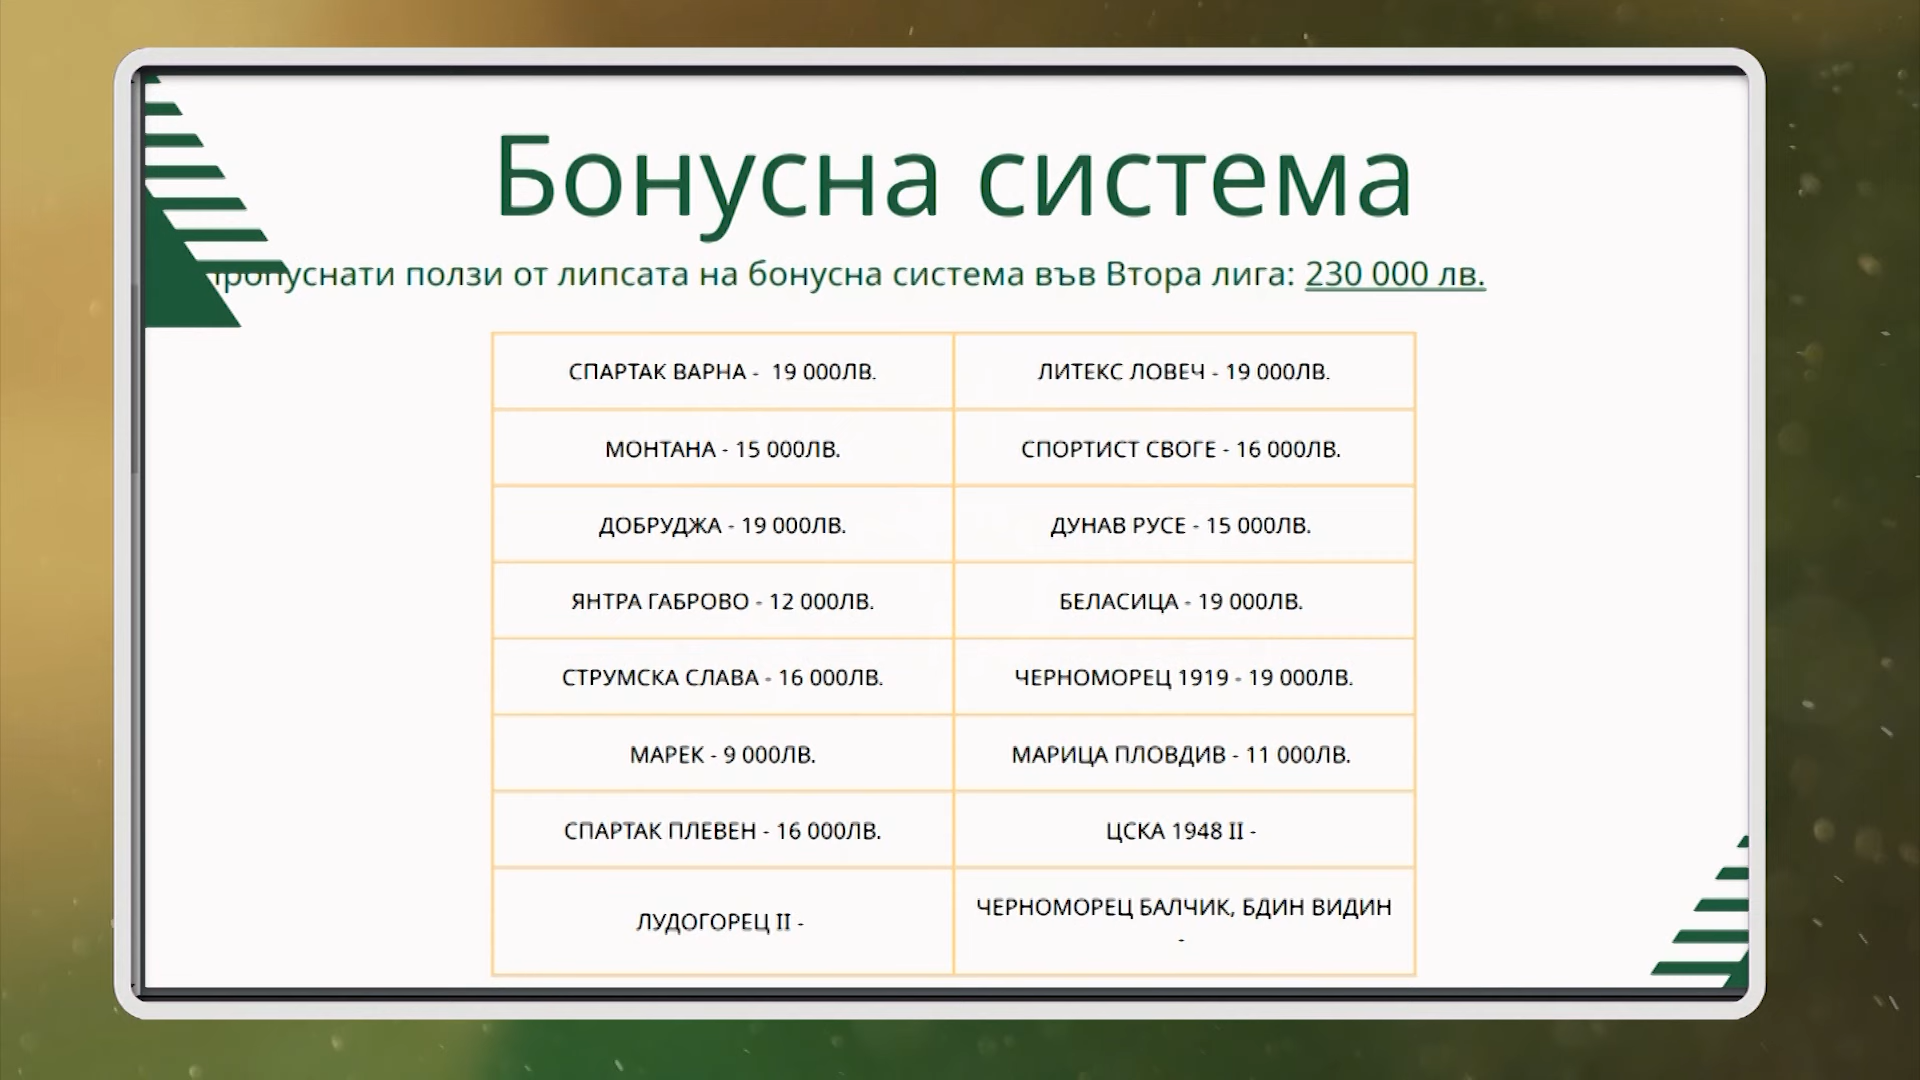 Бонусна система
Пропуснати ползи от липсата на бонусна система във Втора лига: 230 000 лв.
СПАРТАК ВАРНА - 19 000ЛВ.
ЛИТЕКС ЛОВЕЧ - 19 000ЛВ.
МОНТАНА - 15 000ЛВ.
СПОРТИСТ СВОГЕ - 16 000ЛВ.
ДОБРУДЖА - 19 000ЛВ.
ДУНАВ РУСЕ - 15 000ЛВ.
ЯНТРА ГАБРОВО - 12 000ЛВ.
БЕЛАСИЦА - 19 000ЛВ.
СТРУМСКА СЛАВА - 16 000ЛВ.
ЧЕРНОМОРЕЦ 1919 - 19 000ЛВ.
МАРЕК - 9 000ЛВ.
МАРИЦА ПЛОВДИВ - 11 000ЛВ.
СПАРТАК ПЛЕВЕН - 16 000ЛВ.
ЦСКА 1948 II -
ЛУДОГОРЕЦ II -
ЧЕРНОМОРЕЦ БАЛЧИК, БДИН ВИДИН
-